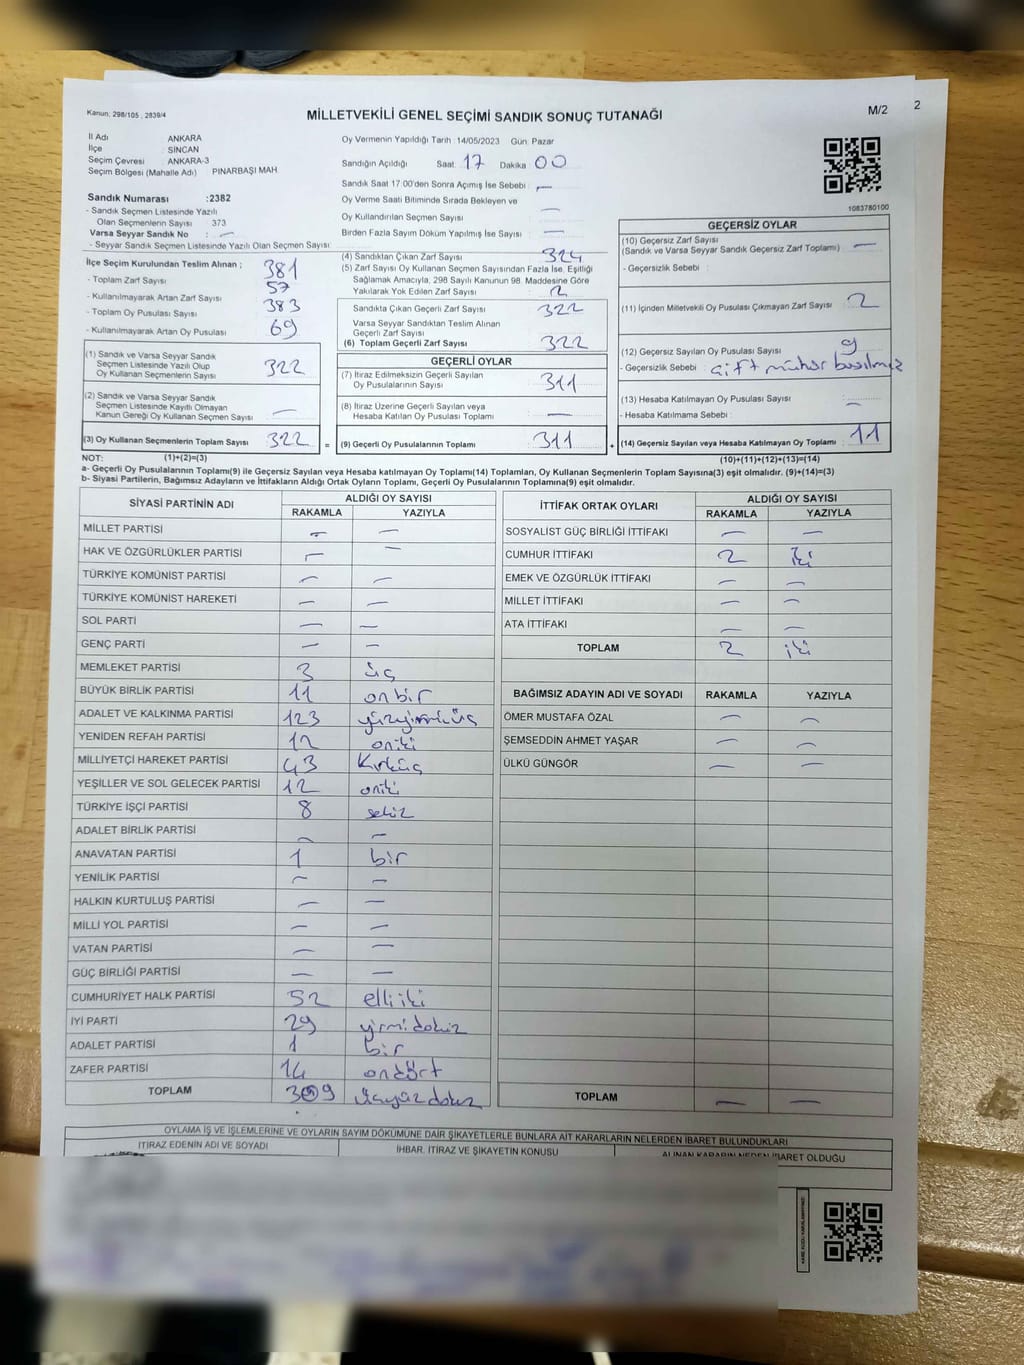 Kanun; 298/105 , 2839/4
MİLLETVEKİLİ GENEL SEÇİMİ SANDIK SONUÇ TUTANAĞI
M/2
2
İl Adı : ANKARA
İlçe : SİNCAN
Seçim Çevresi : ANKARA-3
Seçim Bölgesi (Mahalle Adı) PINARBAŞI MAH
Sandık Numarası :2382
- Sandık Seçmen Listesinde Yazılı
Olan Seçmenlerin Sayısı : 373
Varsa Seyyar Sandık No : —
- Seyyar Sandık Seçmen Listesinde Yazılı Olan Seçmen Sayısı:
Oy Vermenin Yapıldığı Tarih :14/05/2023 Gün: Pazar
Sandığın Açıldığı Saat: 17 Dakika 00
Sandık Saat 17:00'den Sonra Açımış İse Sebebi : —
Oy Verme Saati Bitiminde Sırada Bekleyen ve
Oy Kullandırılan Seçmen Sayısı : —
Birden Fazla Sayım Döküm Yapılmış İse Sayısı : —
1083780100
İlçe Seçim Kurulundan Teslim Alınan ;
- Toplam Zarf Sayısı : 381
- Kullanılmayarak Artan Zarf Sayısı : 57
- Toplam Oy Pusulası Sayısı : 383
- Kullanılmayarak Artan Oy Pusulası : 69
(1) Sandık ve Varsa Seyyar Sandık
Seçmen Listesinde Yazılı Olup
Oy Kullanan Seçmenlerin Sayısı : 322
(2) Sandık ve Varsa Seyyar Sandık
Seçmen Listesinde Kayıtlı Olmayan
Kanun Gereği Oy Kullanan Seçmen Sayısı : —
(3) Oy Kullanan Seçmenlerin Toplam Sayısı : 322 =
(4) Sandıktan Çıkan Zarf Sayısı : 324
(5) Zarf Sayısı Oy Kullanan Seçmen Sayısından Fazla İse, Eşitliği
Sağlamak Amacıyla, 298 Sayılı Kanunun 98. Maddesine Göre
Yakılarak Yok Edilen Zarf Sayısı : 2
Sandıkta Çıkan Geçerli Zarf Sayısı : 322
Varsa Seyyar Sandıktan Teslim Alınan
Geçerli Zarf Sayısı :
(6) Toplam Geçerli Zarf Sayısı : 322
GEÇERLİ OYLAR
(7) İtiraz Edilmeksizin Geçerli Sayılan
Oy Pusulalarının Sayısı : 311
(8) İtiraz Üzerine Geçerli Sayılan veya
Hesaba Katılan Oy Pusulası Toplamı : —
(9) Geçerli Oy Pusulalarının Toplamı : 311 +
GEÇERSİZ OYLAR
(10) Geçersiz Zarf Sayısı
(Sandık ve Varsa Seyyar Sandık Geçersiz Zarf Toplamı) : —
- Geçersizlik Sebebi :
(11) İçinden Milletvekili Oy Pusulası Çıkmayan Zarf Sayısı : 2
(12) Geçersiz Sayılan Oy Pusulası Sayısı : 9
- Geçersizlik Sebebi : çift mühür basılmış
(13) Hesaba Katılmayan Oy Pusulası Sayısı : —
- Hesaba Katılmama Sebebi : —
(14) Geçersiz Sayılan veya Hesaba Katılmayan Oy Toplamı : 11
NOT: (1)+(2)=(3)
(10)+(11)+(12)+(13)=(14)
a- Geçerli Oy Pusulalarının Toplamı(9) ile Geçersiz Sayılan veya Hesaba katılmayan Oy Toplamı(14) Toplamları, Oy Kullanan Seçmenlerin Toplam Sayısına(3) eşit olmalıdır. (9)+(14)=(3)
b- Siyasi Partilerin, Bağımsız Adayların ve İttifakların Aldığı Ortak Oyların Toplamı, Geçerli Oy Pusulalarının Toplamına(9) eşit olmalıdır.
SİYASİ PARTİNİN ADI ALDIĞI OY SAYISI
RAKAMLA YAZIYLA
MİLLET PARTİSİ — —
HAK VE ÖZGÜRLÜKLER PARTİSİ — —
TÜRKİYE KOMÜNİST PARTİSİ — —
TÜRKİYE KOMÜNİST HAREKETİ — —
SOL PARTİ — —
GENÇ PARTİ — —
MEMLEKET PARTİSİ 3 üç
BÜYÜK BİRLİK PARTİSİ 11 onbir
ADALET VE KALKINMA PARTİSİ 123 yüzyirmiüç
YENİDEN REFAH PARTİSİ 12 oniki
MİLLİYETÇİ HAREKET PARTİSİ 43 Kırküç
YEŞİLLER VE SOL GELECEK PARTİSİ 12 oniki
TÜRKİYE İŞÇİ PARTİSİ 8 sekiz
ADALET BİRLİK PARTİSİ — —
ANAVATAN PARTİSİ 1 bir
YENİLİK PARTİSİ — —
HALKIN KURTULUŞ PARTİSİ — —
MİLLİ YOL PARTİSİ — —
VATAN PARTİSİ — —
GÜÇ BİRLİĞİ PARTİSİ — —
CUMHURİYET HALK PARTİSİ 52 elliiki
İYİ PARTİ 29 yirmidokuz
ADALET PARTİSİ 1 bir
ZAFER PARTİSİ 14 ondört
TOPLAM 309 üçyüzdokuz
İTTİFAK ORTAK OYLARI ALDIĞI OY SAYISI
RAKAMLA YAZIYLA
SOSYALİST GÜÇ BİRLİĞİ İTTİFAKI — —
CUMHUR İTTİFAKI 2 iki
EMEK VE ÖZGÜRLÜK İTTİFAKI — —
MİLLET İTTİFAKI — —
ATA İTTİFAKI — —
TOPLAM 2 iki
BAĞIMSIZ ADAYIN ADI VE SOYADI RAKAMLA YAZIYLA
ÖMER MUSTAFA ÖZAL — —
ŞEMSEDDİN AHMET YAŞAR — —
ÜLKÜ GÜNGÖR — —
TOPLAM — —
OYLAMA İŞ VE İŞLEMLERİNE VE OYLARIN SAYIM DÖKÜMÜNE DAİR ŞİKAYETLERLE BUNLARA AİT KARARLARIN NELERDEN İBARET BULUNDUKLARI
İTİRAZ EDENİN ADI VE SOYADI İHBAR, İTİRAZ VE ŞİKAYETİN KONUSU ALINAN KARARIN NEDEN İBARET OLDUĞU